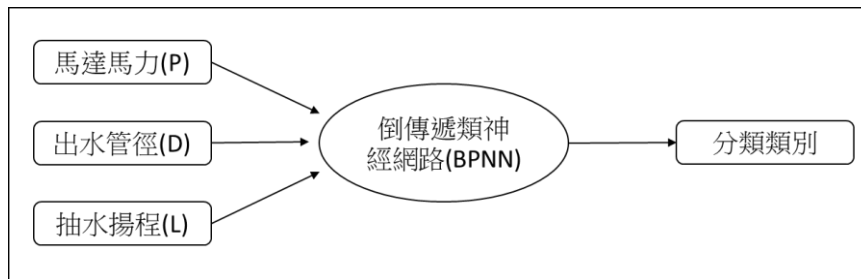 馬達馬力(P)
出水管徑(D)
抽水揚程(L)
倒傳遞類神
經網路(BPNN)
分類類別